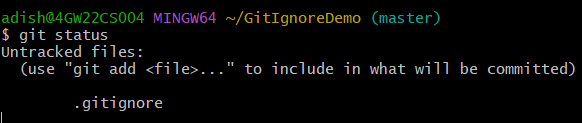 adish@4GW22CS004 MINGW64 ~/GitIgnoreDemo (master)
$ git status
Untracked files:
  (use "git add <file>..." to include in what will be committed)
        .gitignore